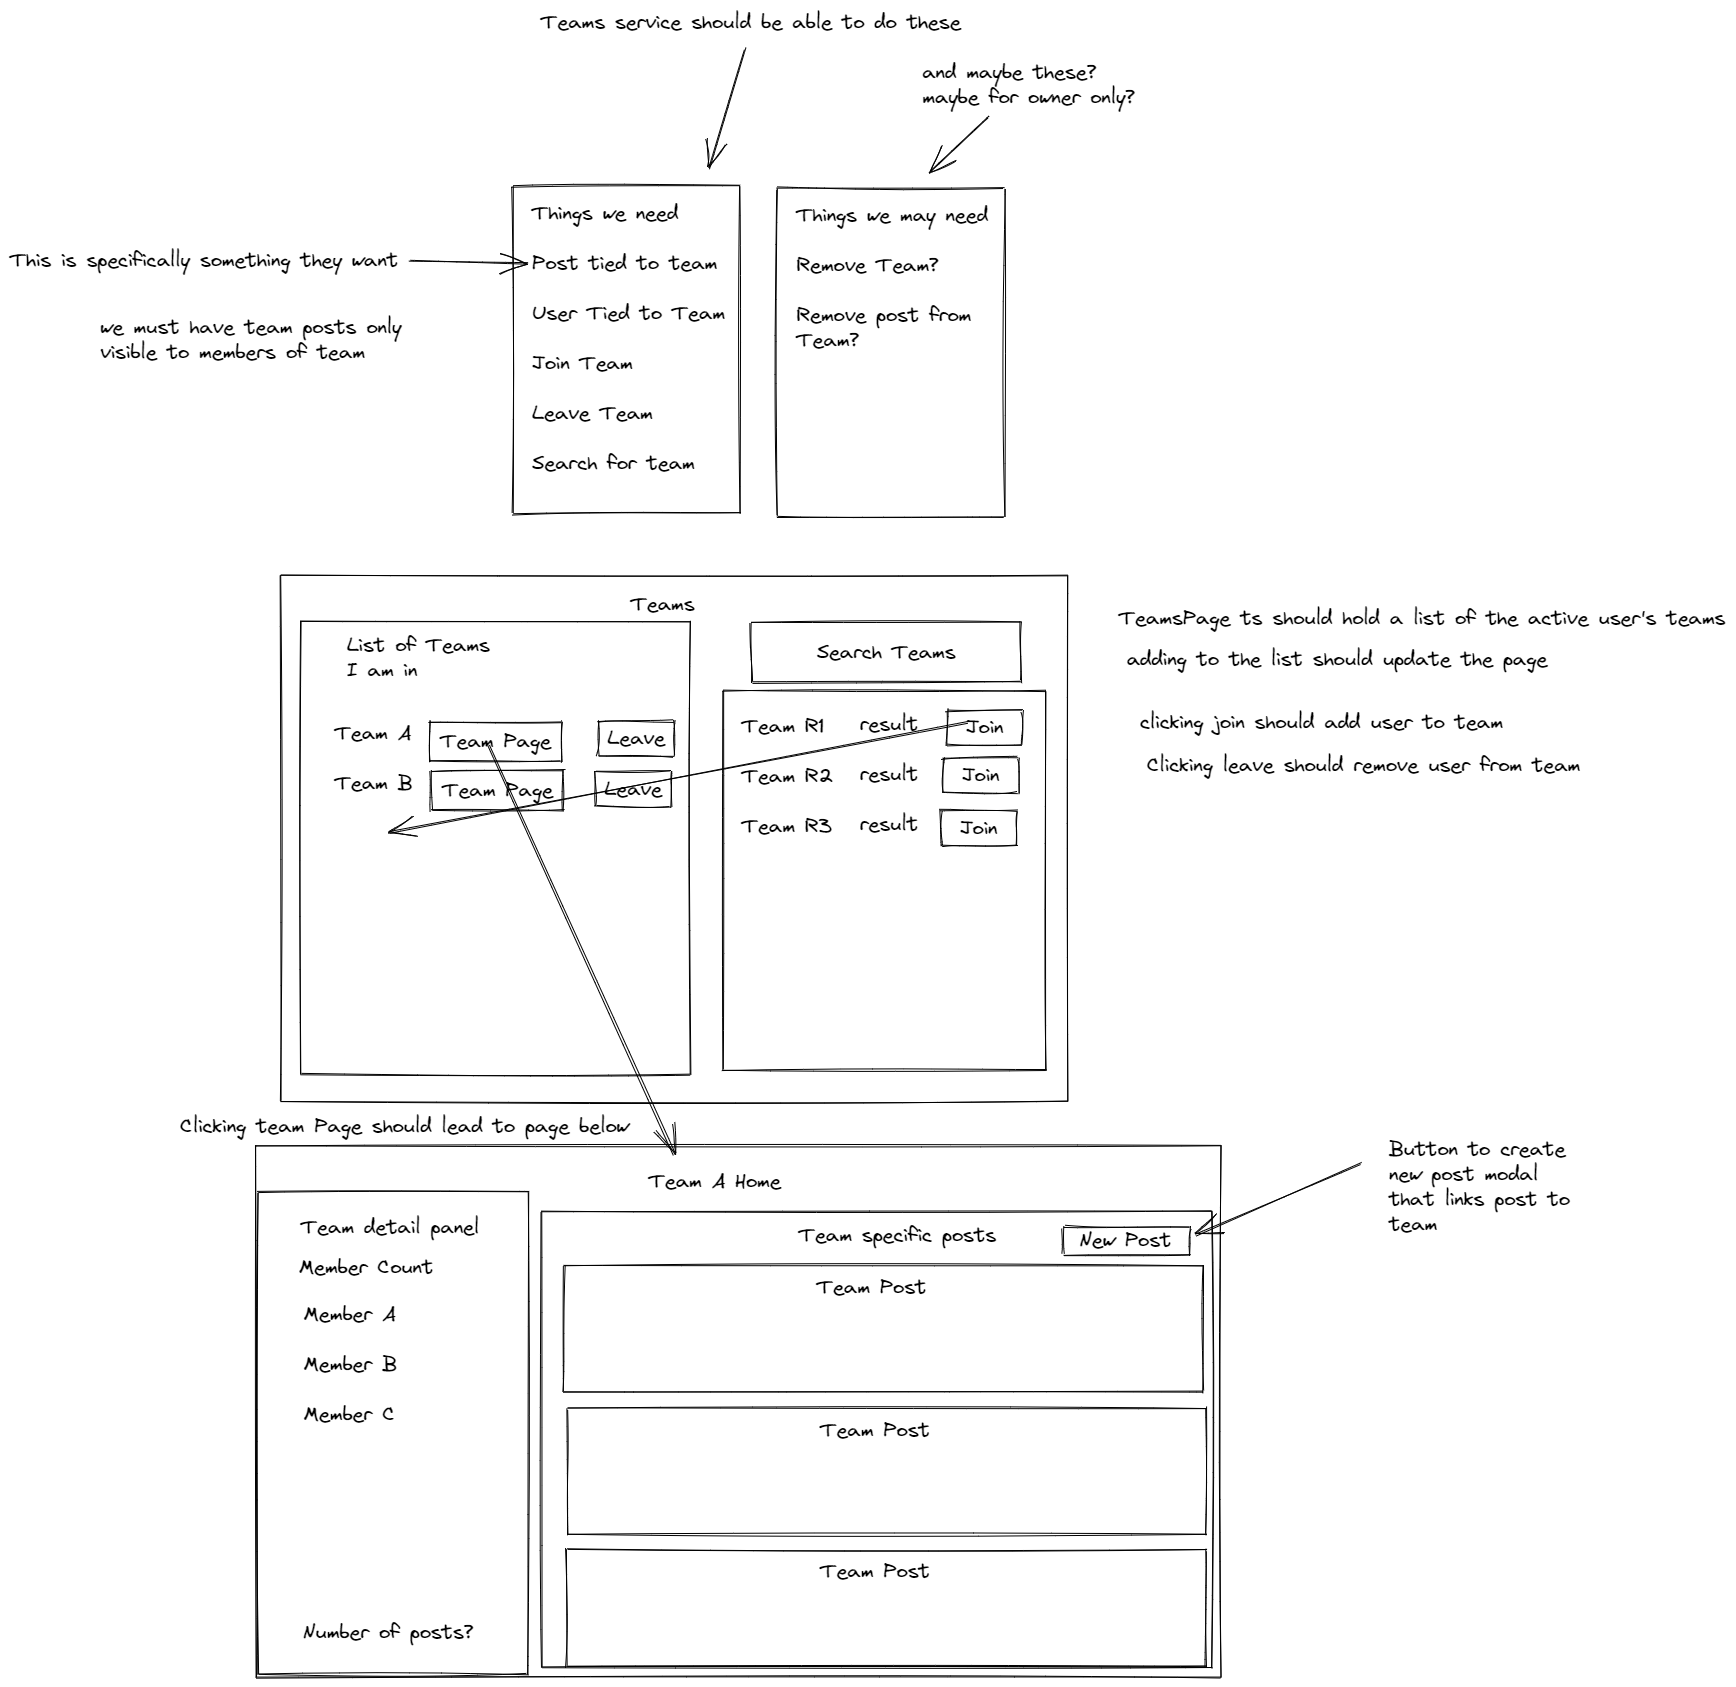 Teams service should be able to do these
and maybe these?
maybe for owner only?
Things we need
Post tied to team
User Tied to Team
Join Team
Leave Team
Search for team
Things we may need
Remove Team?
Remove post from
Team?
This is specifically something they want
we must have team posts only
visible to members of team
Teams
List of Teams
I am in
Team A
Team Page
Leave
Team B
Team Page
Leave
Search Teams
Team R1 result
Join
Team R2 result
Join
Team R3 result
Join
TeamsPage ts should hold a list of the active user's teams
adding to the list should update the page
clicking join should add user to team
Clicking leave should remove user from team
Clicking team Page should lead to page below
Team A Home
Team detail panel
Member Count
Member A
Member B
Member C
Number of posts?
Team specific posts
New Post
Team Post
Team Post
Team Post
Button to create
new post modal
that links post to
team